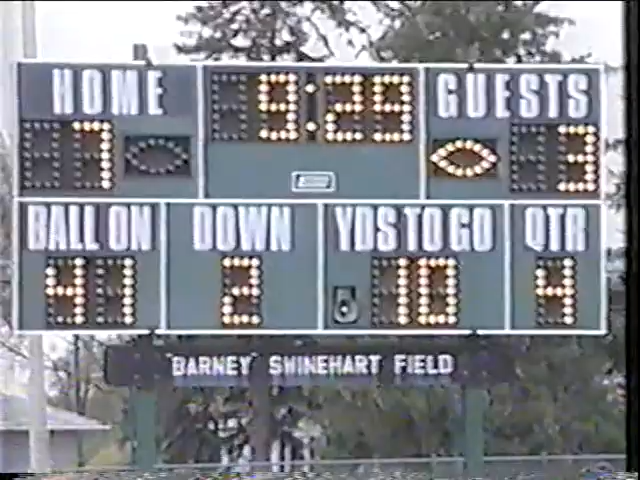 HOME 9:29 GUESTS
7 3
BALL ON DOWN YDS TO GO QTR
41 2 10 4
"BARNEY" SWINEHART FIELD